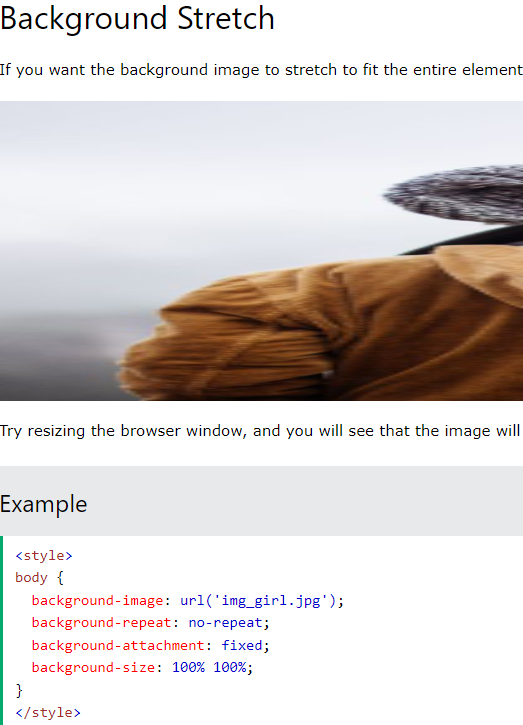 Background Stretch
If you want the background image to stretch to fit the entire element
Try resizing the browser window, and you will see that the image will
Example
<style>
body {
  background-image: url('img_girl.jpg');
  background-repeat: no-repeat;
  background-attachment: fixed;
  background-size: 100% 100%;
}
</style>